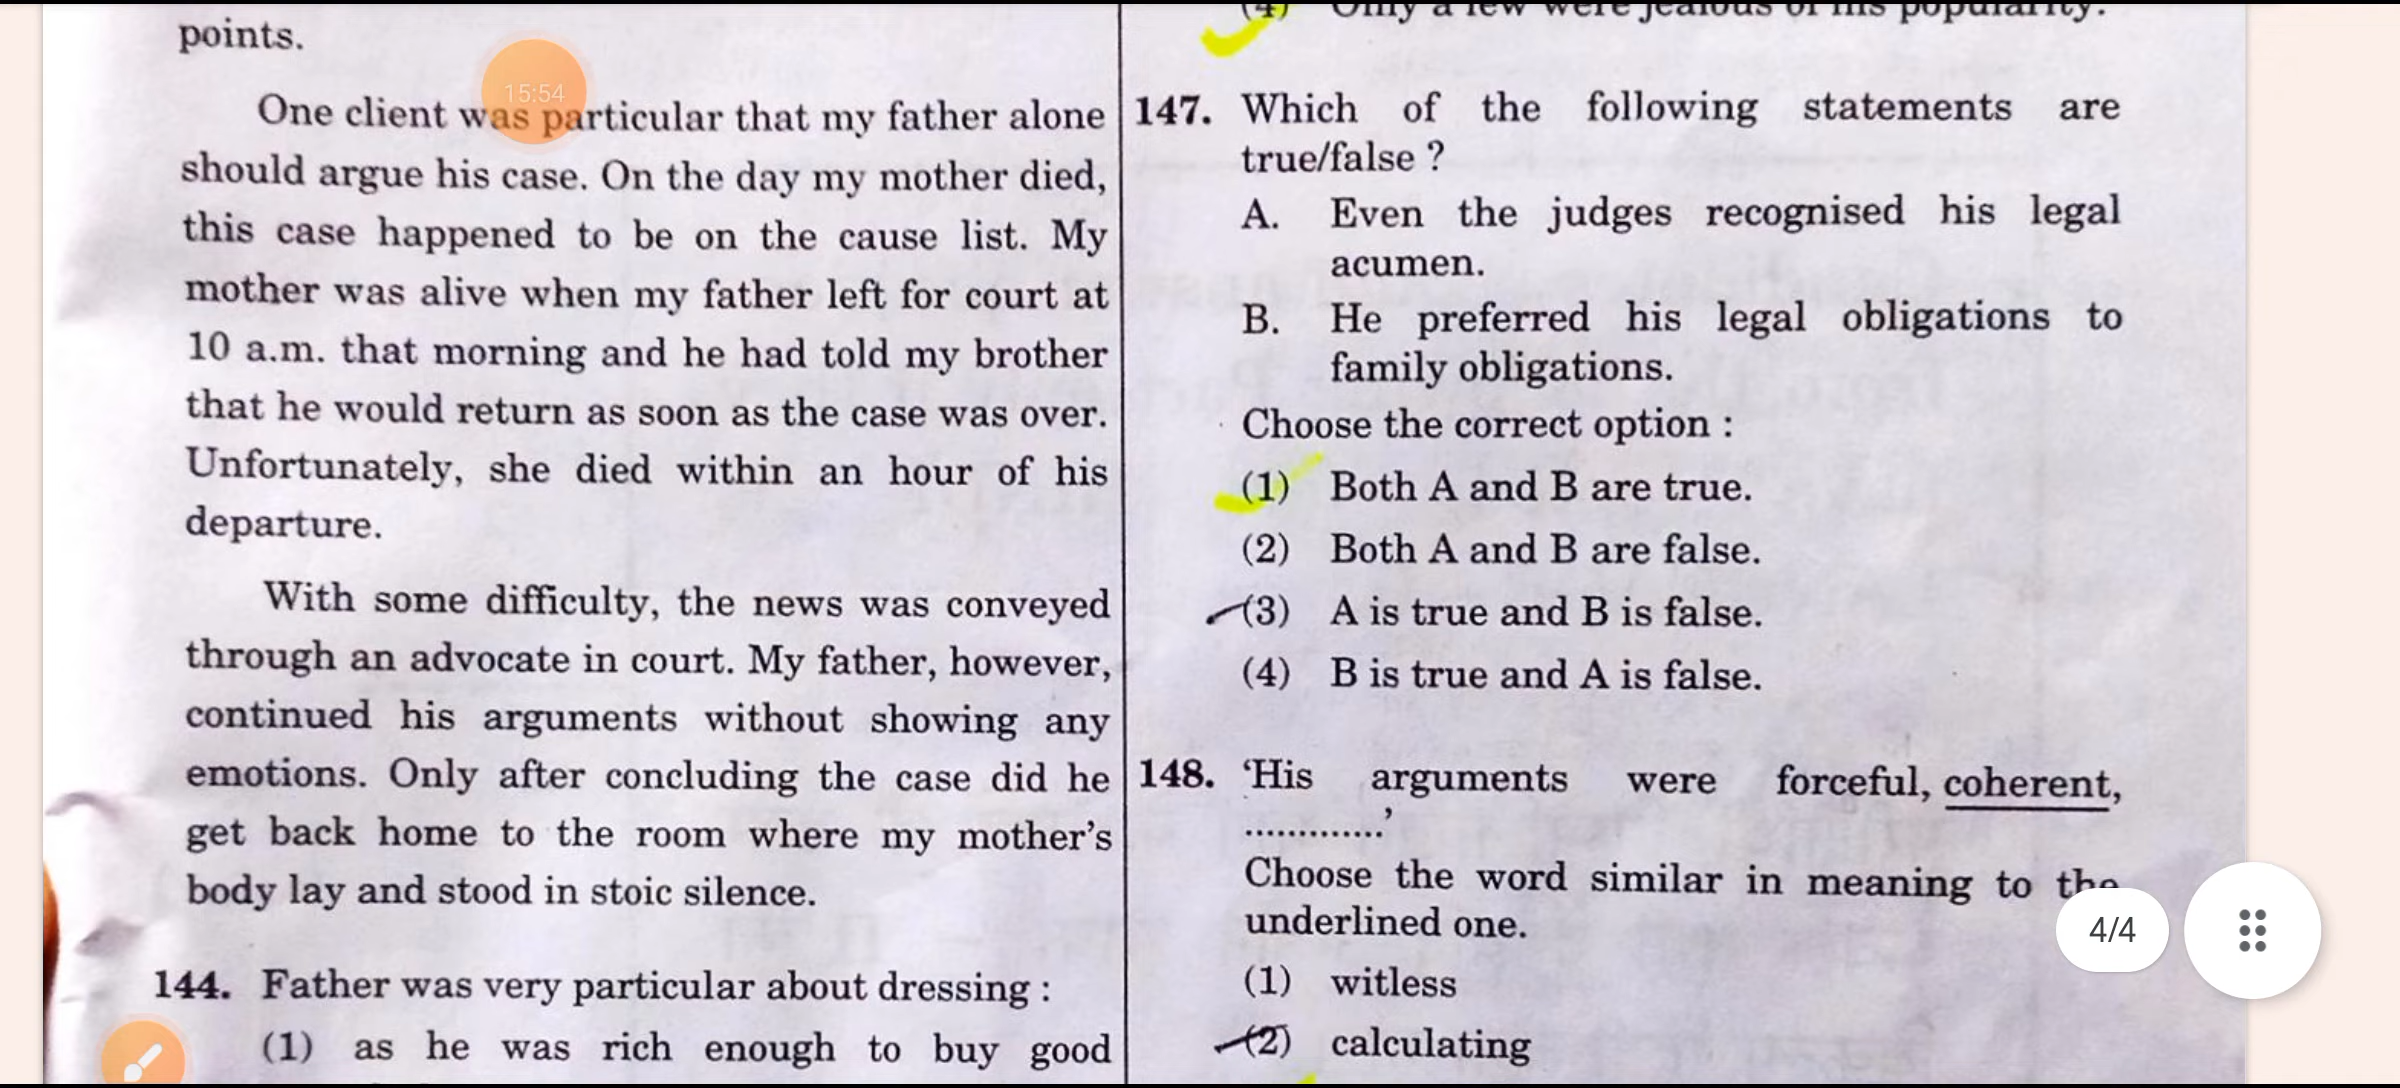 points.
One client was particular that my father alone
should argue his case. On the day my mother died,
this case happened to be on the cause list. My
mother was alive when my father left for court at
10 a.m. that morning and he had told my brother
that he would return as soon as the case was over.
Unfortunately, she died within an hour of his
departure.
With some difficulty, the news was conveyed
through an advocate in court. My father, however,
continued his arguments without showing any
emotions. Only after concluding the case did he
get back home to the room where my mother's
body lay and stood in stoic silence.
144. Father was very particular about dressing :
(1) as he was rich enough to buy good
(4) Only a few were jealous of his popularity.
147. Which of the following statements are
true/false ?
A. Even the judges recognised his legal
acumen.
B. He preferred his legal obligations to
family obligations.
Choose the correct option :
(1) Both A and B are true.
(2) Both A and B are false.
(3) A is true and B is false.
(4) B is true and A is false.
148. 'His arguments were forceful, coherent,
.............'
Choose the word similar in meaning to the
underlined one.
(1) witless
(2) calculating
15:54
4/4